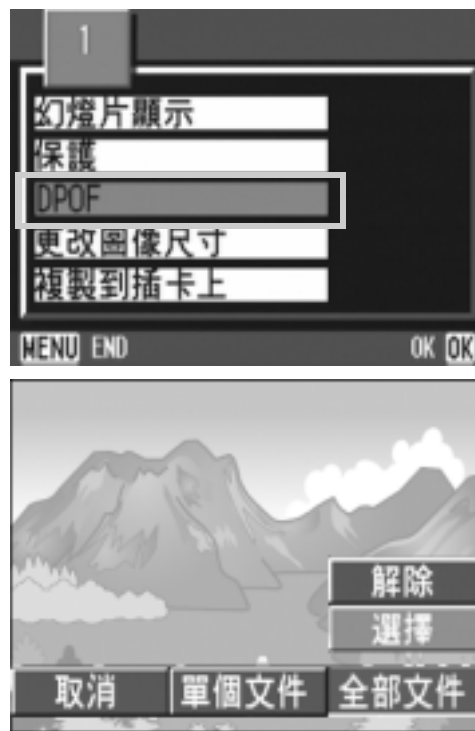 1
幻燈片顯示
保護
DPOF
更改圖像尺寸
複製到插卡上
MENU END OK OK
解除
選擇
取消 單個文件 全部文件